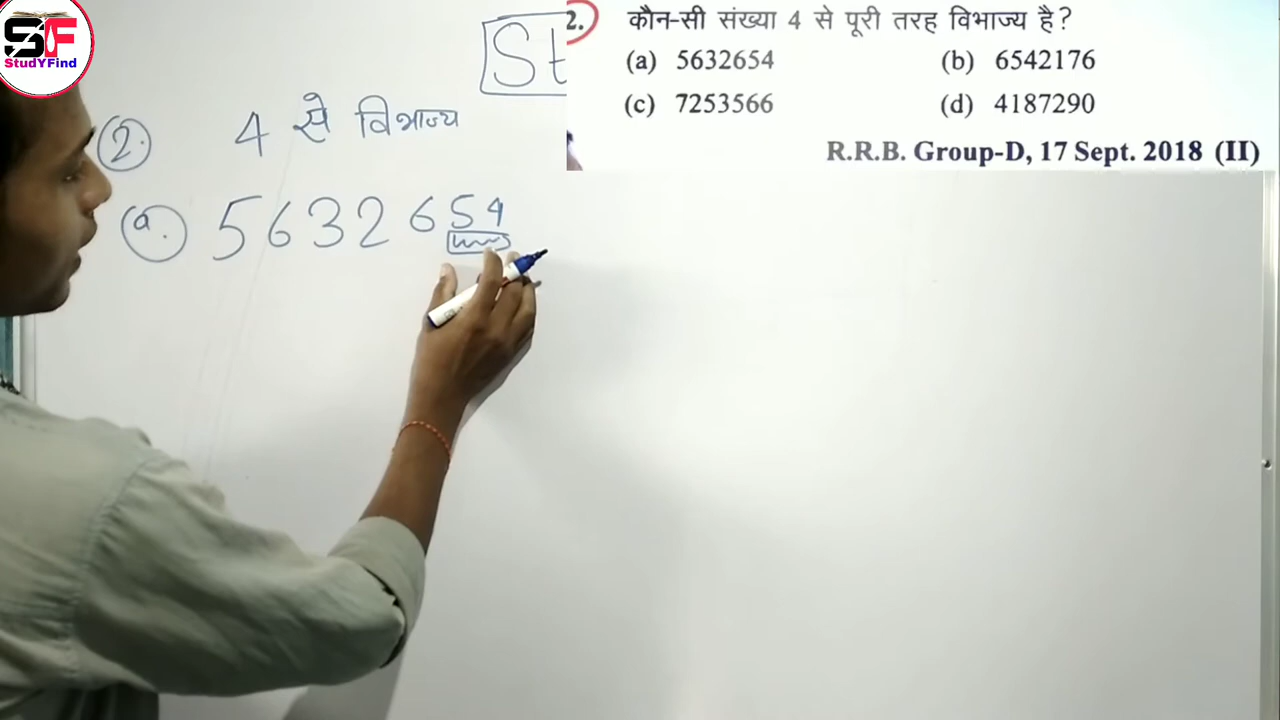 SF
StudYFind
St
2. कौन-सी संख्या 4 से पूरी तरह विभाज्य है?
(a) 5632654 (b) 6542176
(c) 7253566 (d) 4187290
R.R.B. Group-D, 17 Sept. 2018 (II)
2. 4 से विभाज्य
a. 5632654